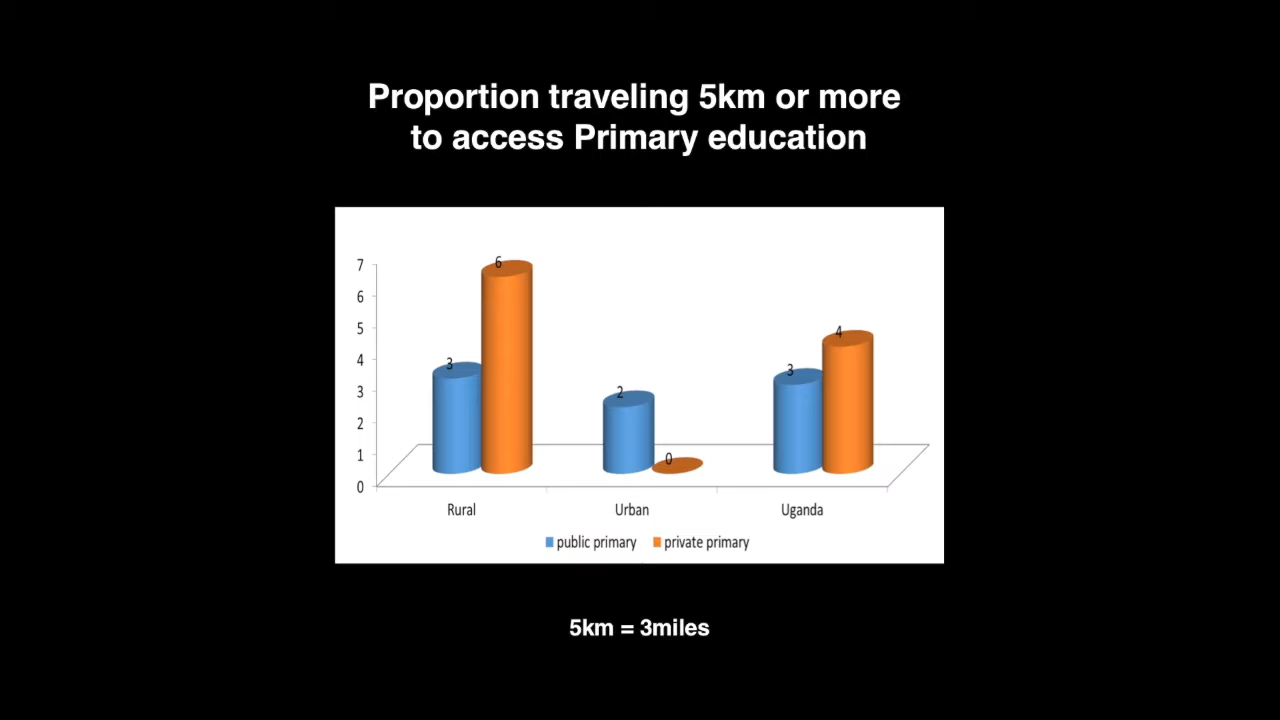 Proportion traveling 5km or more
to access Primary education
7
6
5
4
3
2
1
0
3
6
2
0
3
4
Rural
Urban
Uganda
public primary
private primary
5km = 3miles